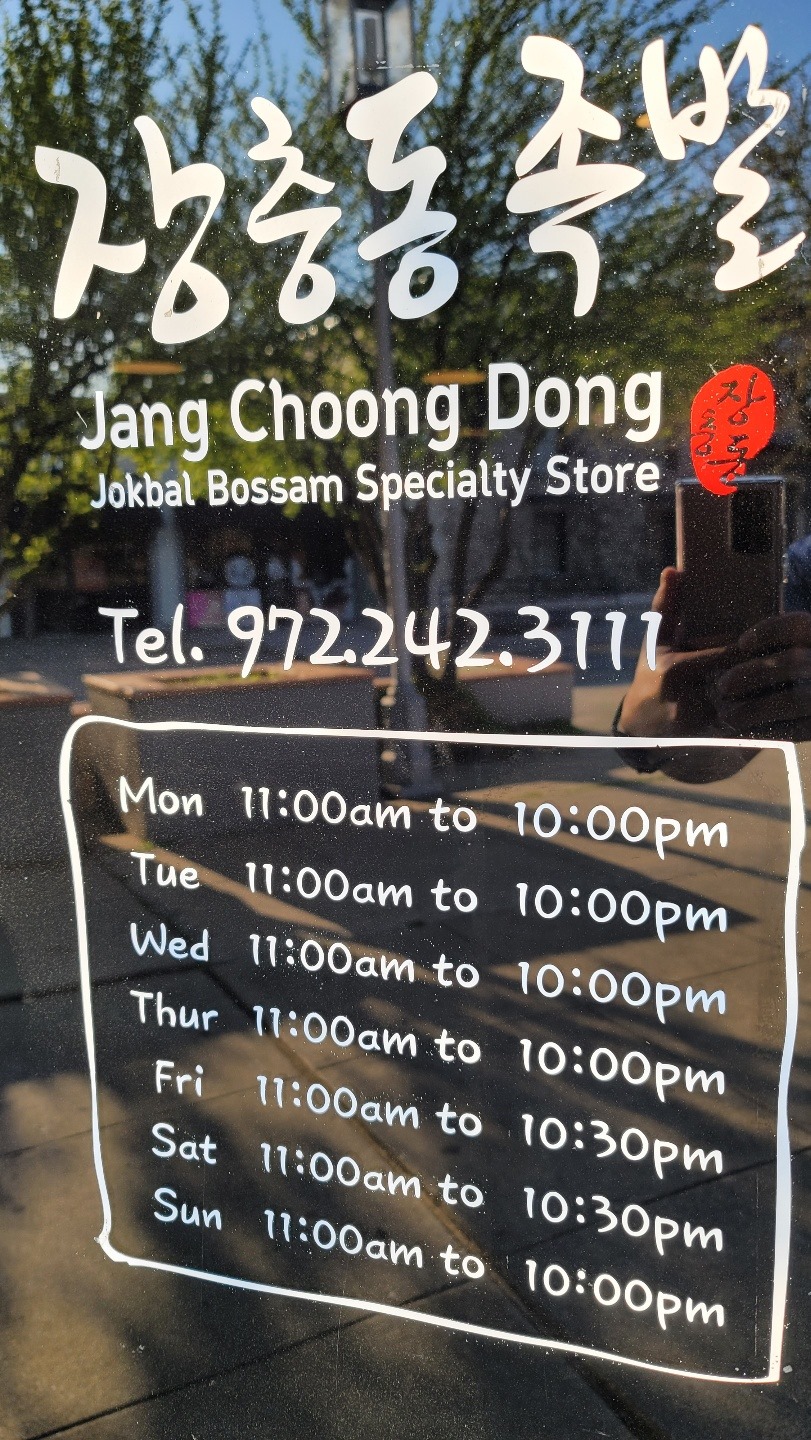 장충동 족발
Jang Choong Dong
Jokbal Bossam Specialty Store
Tel. 972.242.3111
Mon 11:00am to 10:00pm
Tue 11:00am to 10:00pm
Wed 11:00am to 10:00pm
Thur 11:00am to 10:00pm
Fri 11:00am to 10:30pm
Sat 11:00am to 10:30pm
Sun 11:00am to 10:00pm